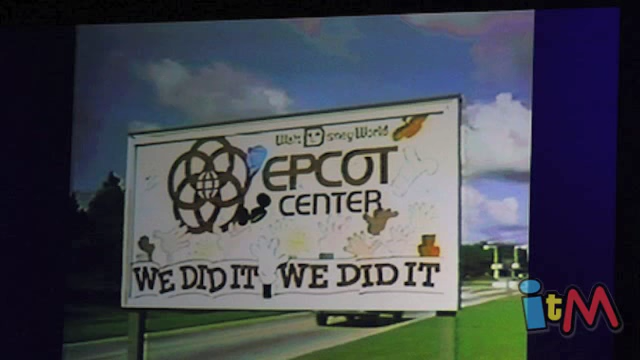 Walt Disney World
EPCOT
CENTER
WE DID IT WE DID IT
itM